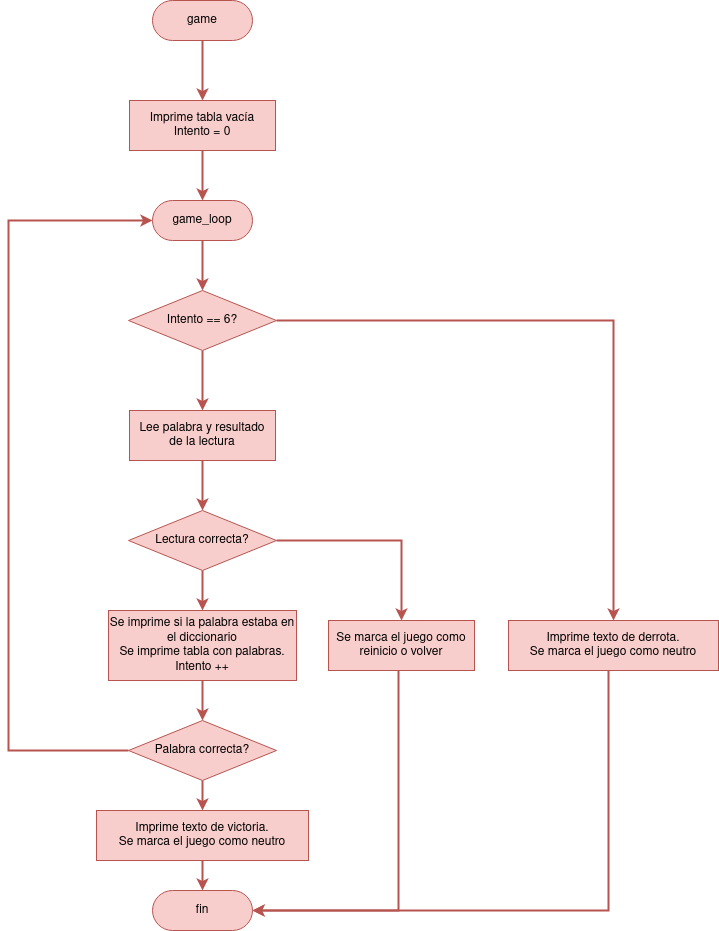 game
Imprime tabla vacía
Intento = 0
game_loop
Intento == 6?
Lee palabra y resultado
de la lectura
Lectura correcta?
Se imprime si la palabra estaba en
el diccionario
Se imprime tabla con palabras.
Intento ++
Se marca el juego como
reinicio o volver
Imprime texto de derrota.
Se marca el juego como neutro
Palabra correcta?
Imprime texto de victoria.
Se marca el juego como neutro
fin